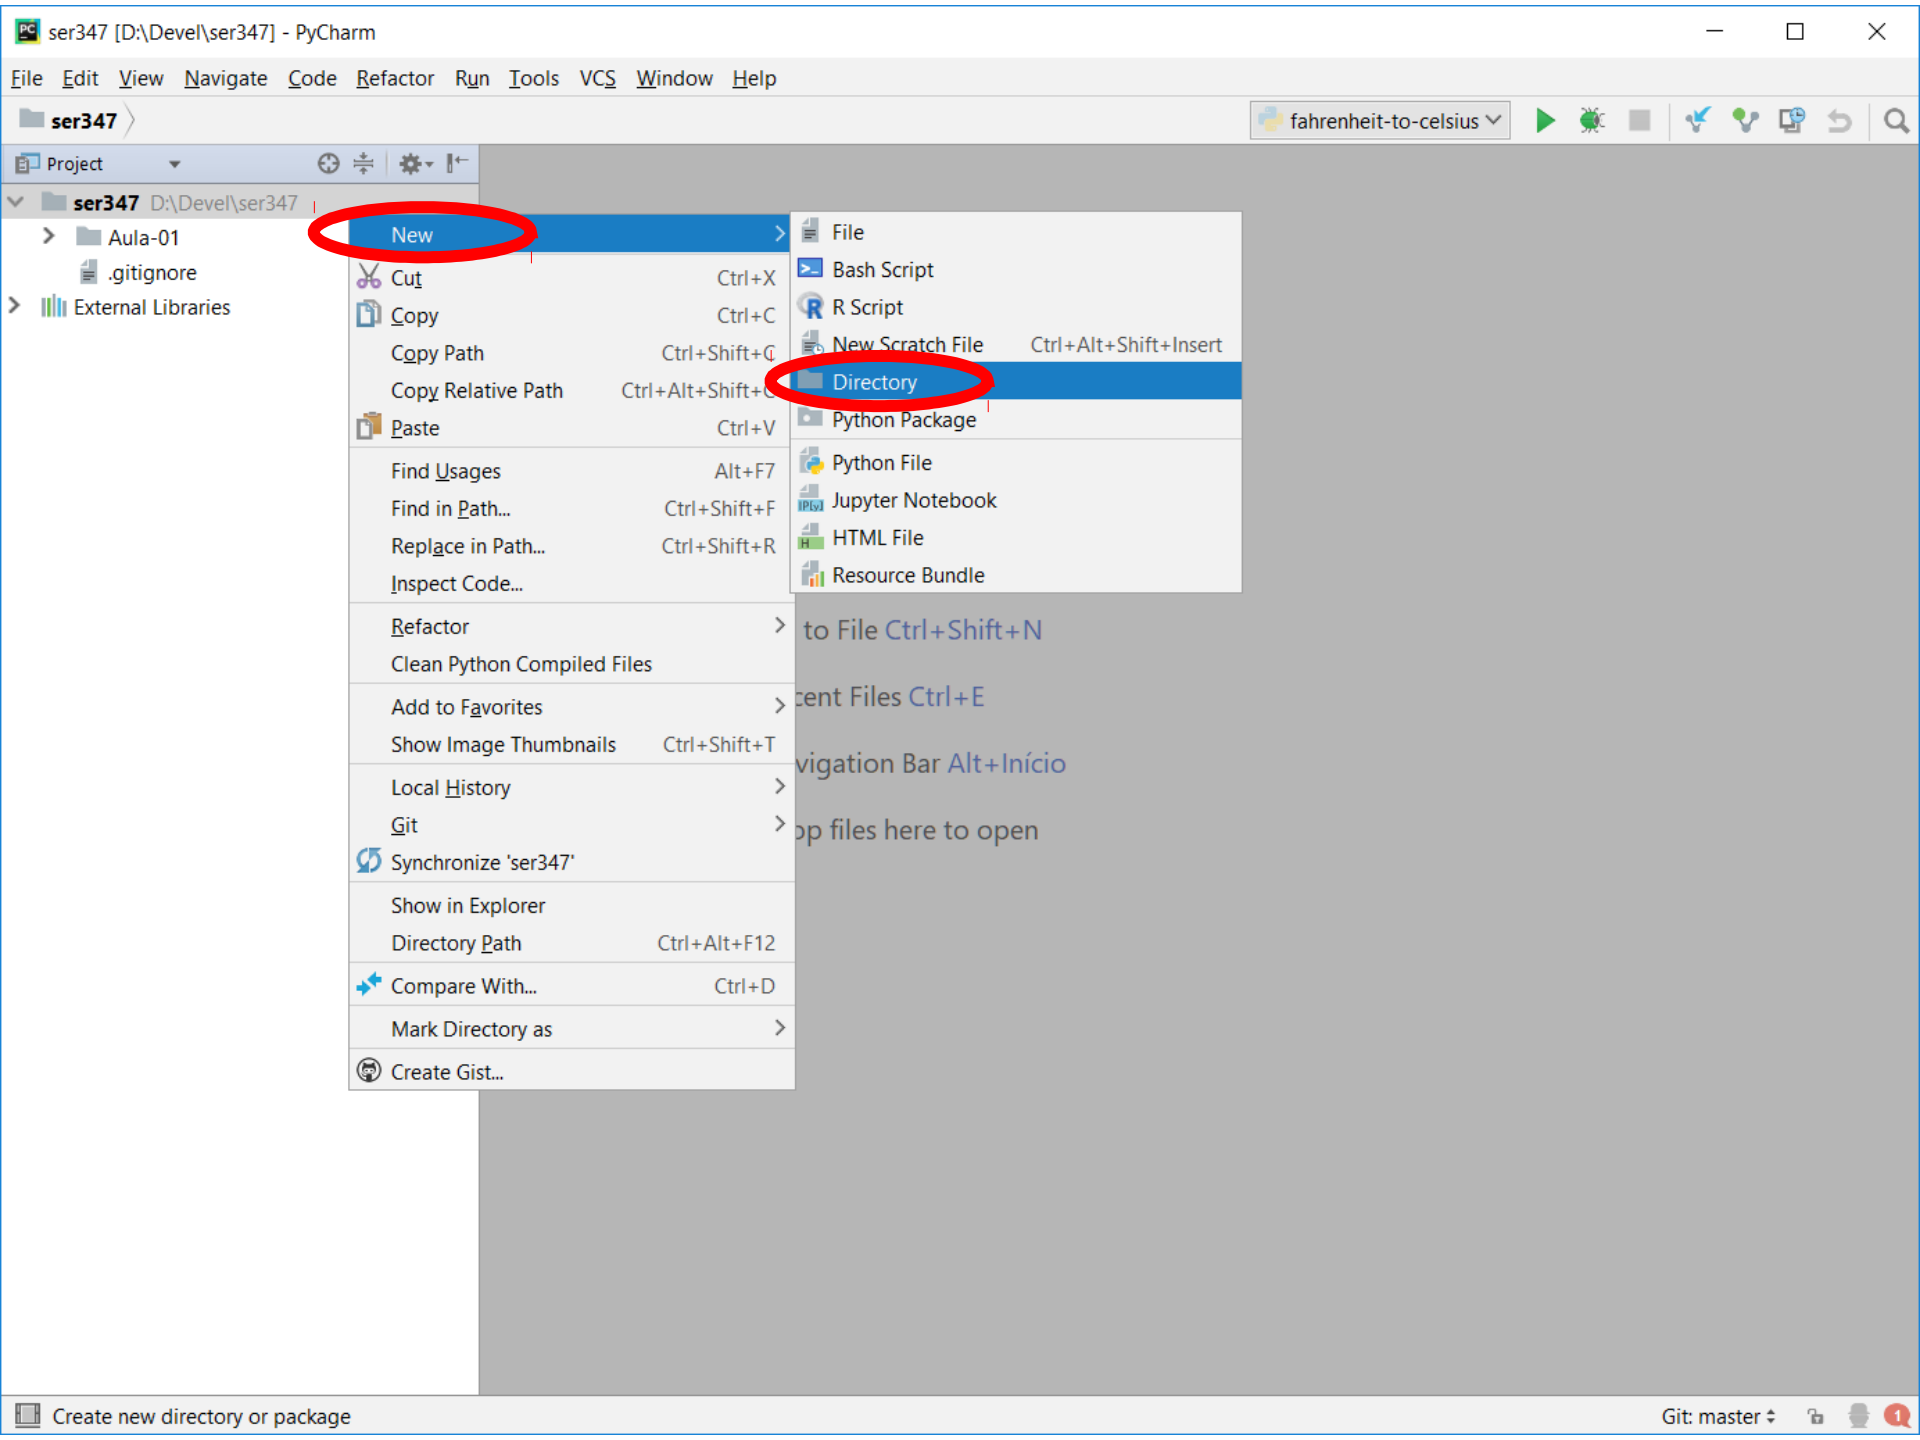 ser347 [D:\Devel\ser347] - PyCharm
File Edit View Navigate Code Refactor Run Tools VCS Window Help
ser347
fahrenheit-to-celsius
Project
ser347 D:\Devel\ser347
Aula-01
.gitignore
External Libraries
New
Cut Ctrl+X
Copy Ctrl+C
Copy Path Ctrl+Shift+C
Copy Relative Path Ctrl+Alt+Shift+C
Paste Ctrl+V
Find Usages Alt+F7
Find in Path... Ctrl+Shift+F
Replace in Path... Ctrl+Shift+R
Inspect Code...
Refactor
Clean Python Compiled Files
Add to Favorites
Show Image Thumbnails Ctrl+Shift+T
Local History
Git
Synchronize 'ser347'
Show in Explorer
Directory Path Ctrl+Alt+F12
Compare With... Ctrl+D
Mark Directory as
Create Gist...
File
Bash Script
R Script
New Scratch File Ctrl+Alt+Shift+Insert
Directory
Python Package
Python File
Jupyter Notebook
HTML File
Resource Bundle
to File Ctrl+Shift+N
cent Files Ctrl+E
vigation Bar Alt+Início
op files here to open
Create new directory or package
Git: master
1